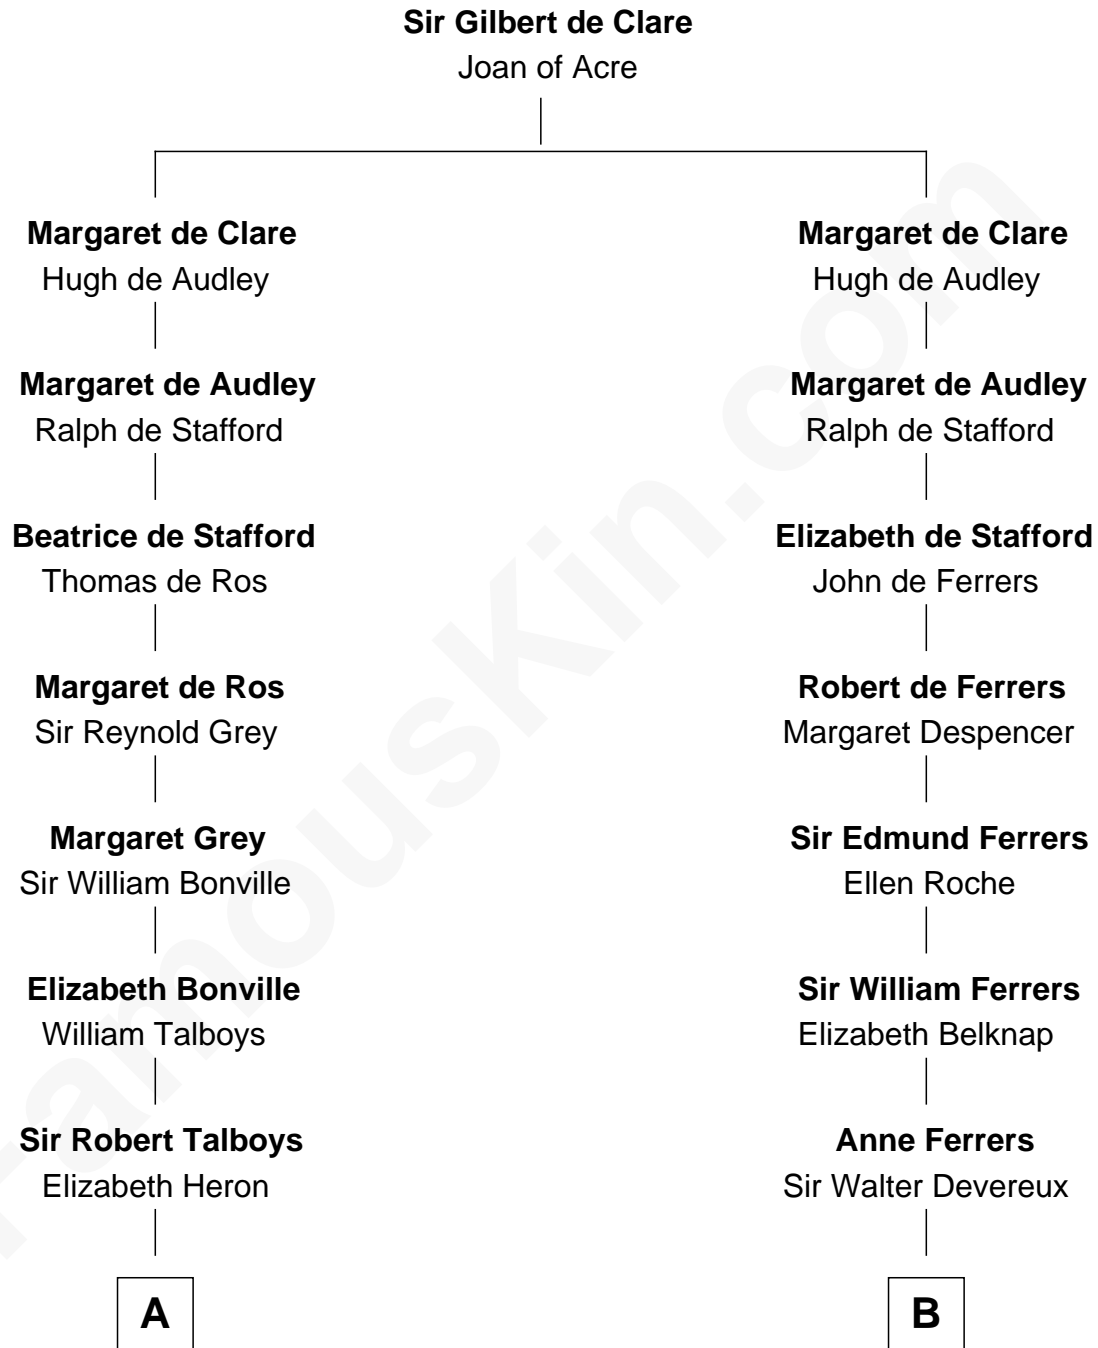 Sir Gilbert de Clare
Joan of Acre
Margaret de Clare
Hugh de Audley
Margaret de Clare
Hugh de Audley
Margaret de Audley
Ralph de Stafford
Margaret de Audley
Ralph de Stafford
Beatrice de Stafford
Thomas de Ros
Elizabeth de Stafford
John de Ferrers
Margaret de Ros
Sir Reynold Grey
Robert de Ferrers
Margaret Despencer
Margaret Grey
Sir William Bonville
Sir Edmund Ferrers
Ellen Roche
Elizabeth Bonville
William Talboys
Sir William Ferrers
Elizabeth Belknap
Sir Robert Talboys
Elizabeth Heron
Anne Ferrers
Sir Walter Devereux
A
B
FamousKin.com